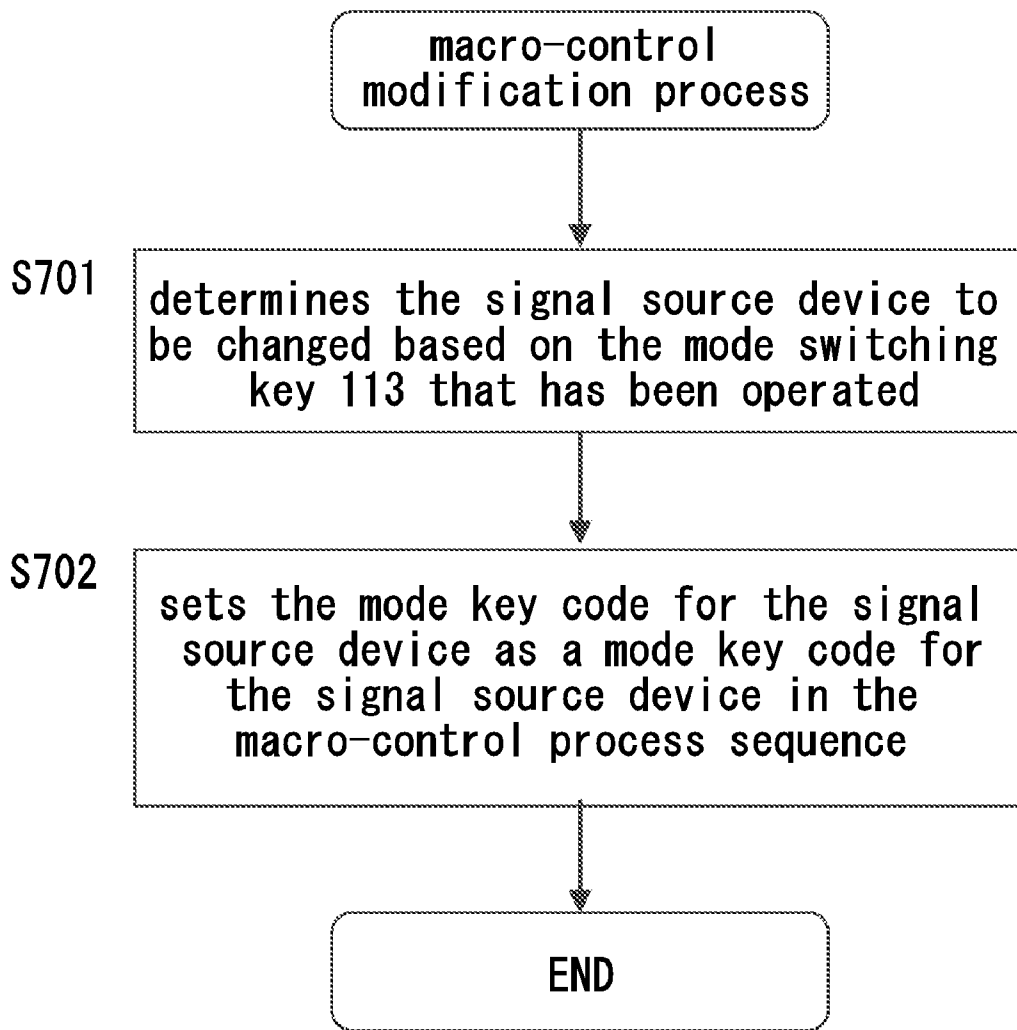 macro-control
modification process
S701
determines the signal source device to
be changed based on the mode switching
key 113 that has been operated
S702
sets the mode key code for the signal
source device as a mode key code for
the signal source device in the
macro-control process sequence
END